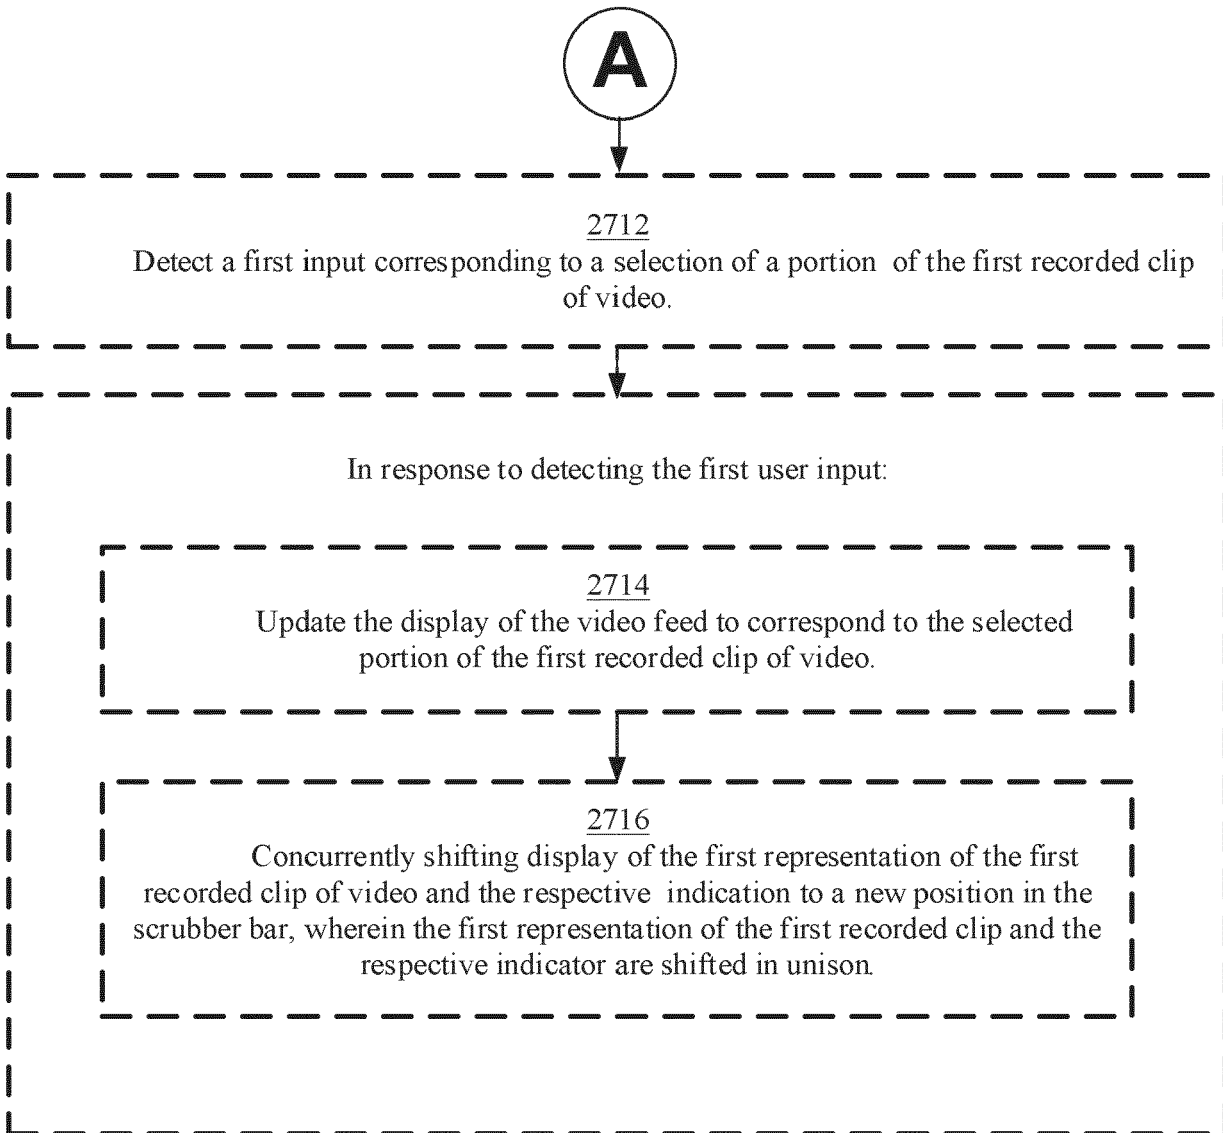 A
2712
Detect a first input corresponding to a selection of a portion of the first recorded clip
of video.
In response to detecting the first user input:
2714
Update the display of the video feed to correspond to the selected
portion of the first recorded clip of video.
2716
Concurrently shifting display of the first representation of the first
recorded clip of video and the respective indication to a new position in the
scrubber bar, wherein the first representation of the first recorded clip and the
respective indicator are shifted in unison.